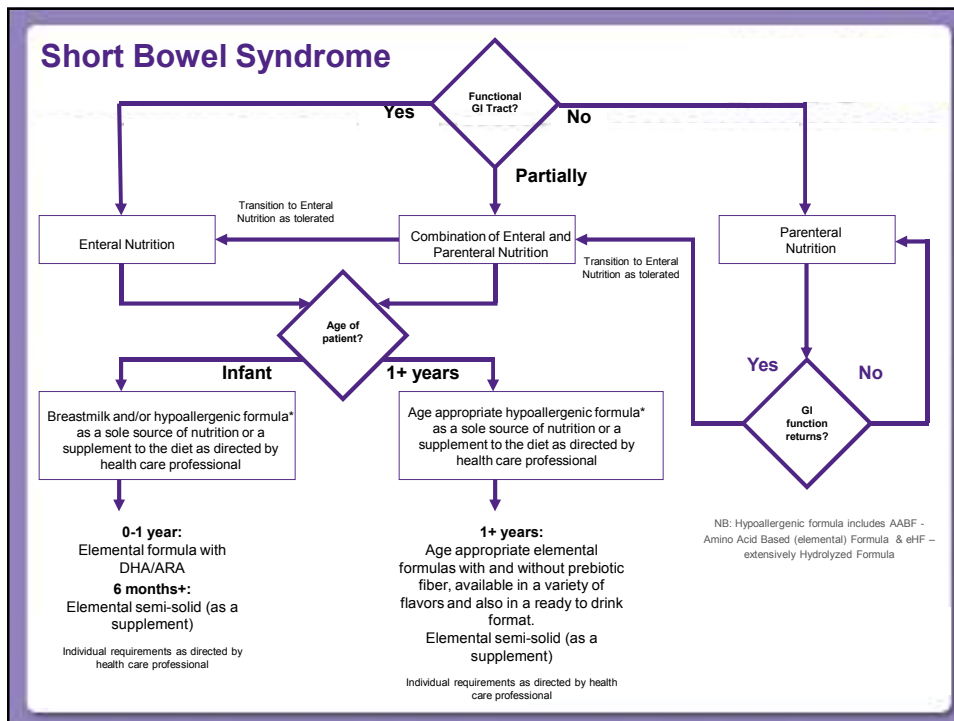 Short Bowel Syndrome
Functional
GI Tract?
Yes
No
Partially
Transition to Enteral
Nutrition as tolerated
Enteral Nutrition
Combination of Enteral and
Parenteral Nutrition
Transition to Enteral
Nutrition as tolerated
Parenteral
Nutrition
Age of
patient?
Infant
1+ years
Yes
No
GI
function
returns?
Breastmilk and/or hypoallergenic formula*
as a sole source of nutrition or a
supplement to the diet as directed by
health care professional
Age appropriate hypoallergenic formula*
as a sole source of nutrition or a
supplement to the diet as directed by
health care professional
0-1 year:
Elemental formula with
DHA/ARA
6 months+:
Elemental semi-solid (as a
supplement)
Individual requirements as directed by
health care professional
1+ years:
Age appropriate elemental
formulas with and without prebiotic
fiber, available in a variety of
flavors and also in a ready to drink
format.
Elemental semi-solid (as a
supplement)
Individual requirements as directed by health
care professional
NB: Hypoallergenic formula includes AABF -
Amino Acid Based (elemental) Formula & eHF –
extensively Hydrolyzed Formula